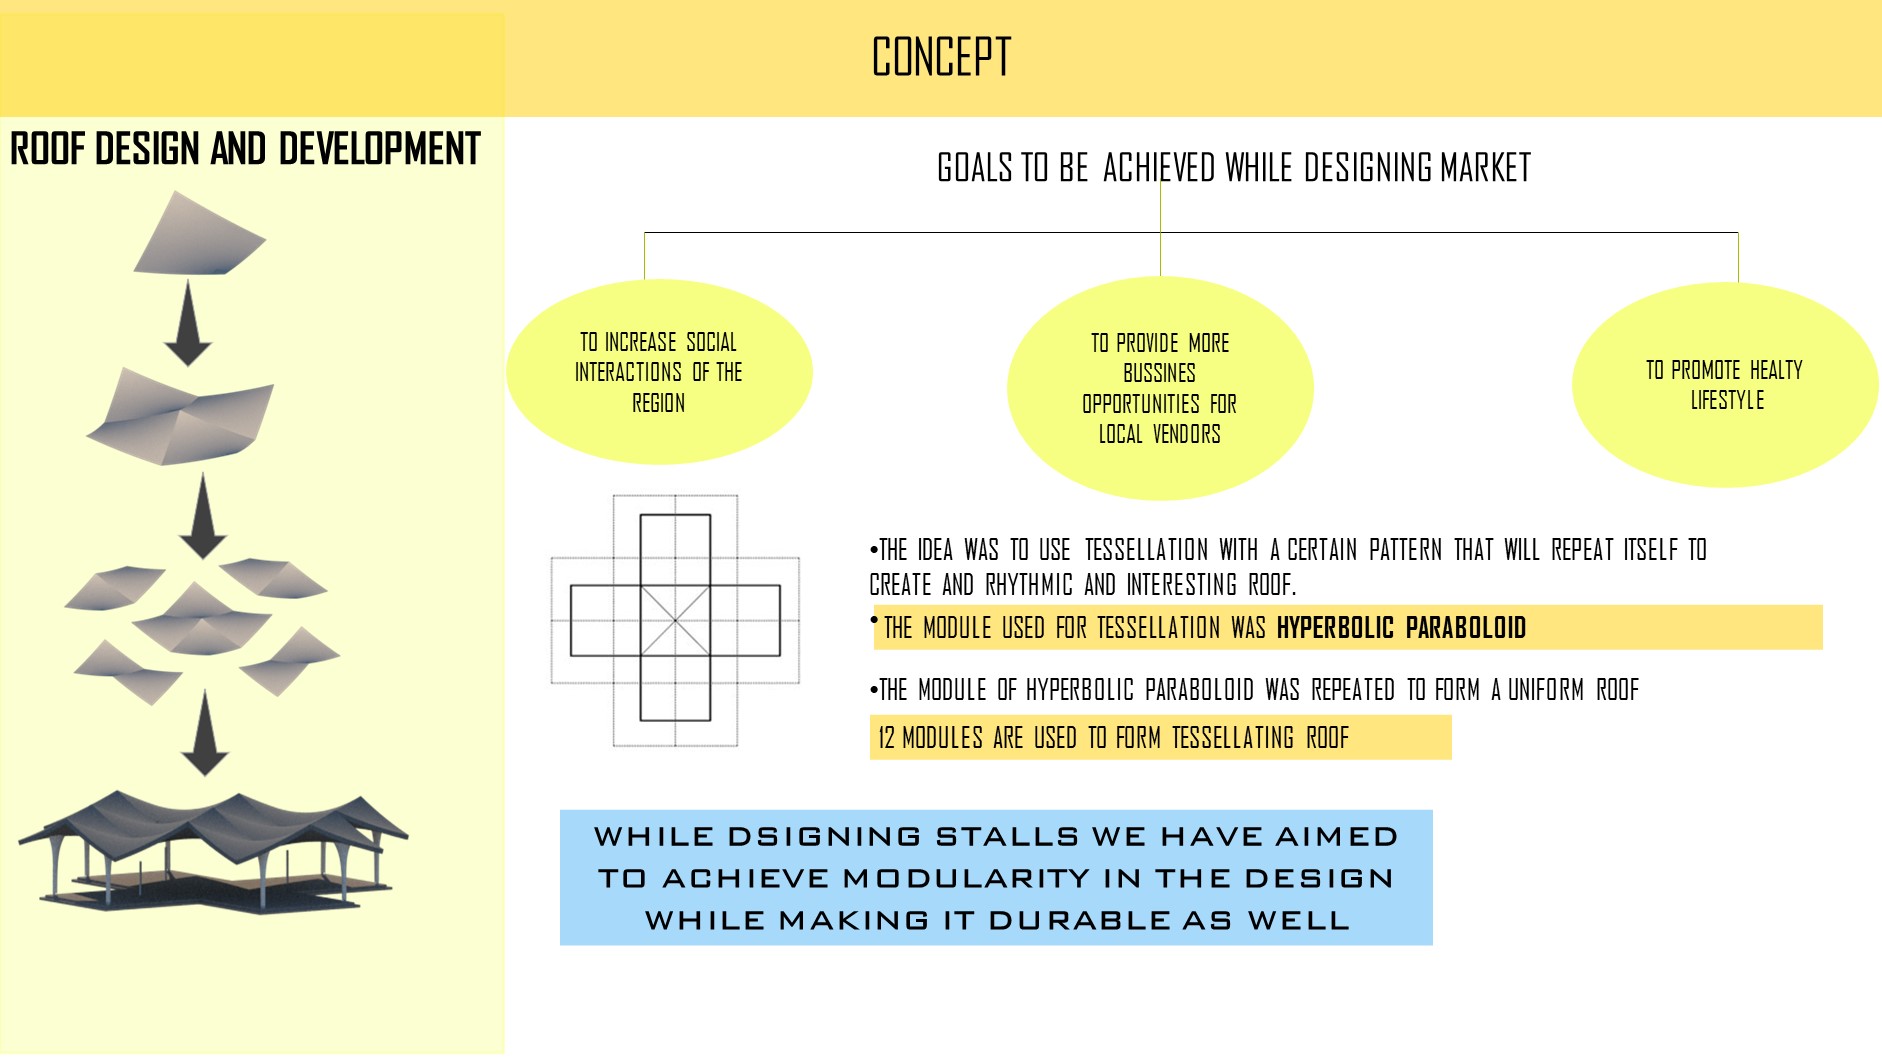 CONCEPT
ROOF DESIGN AND DEVELOPMENT
GOALS TO BE ACHIEVED WHILE DESIGNING MARKET
TO INCREASE SOCIAL
INTERACTIONS OF THE
REGION
TO PROVIDE MORE
BUSSINES
OPPORTUNITIES FOR
LOCAL VENDORS
TO PROMOTE HEALTY
LIFESTYLE
•THE IDEA WAS TO USE TESSELLATION WITH A CERTAIN PATTERN THAT WILL REPEAT ITSELF TO
CREATE AND RHYTHMIC AND INTERESTING ROOF.
• THE MODULE USED FOR TESSELLATION WAS HYPERBOLIC PARABOLOID
•THE MODULE OF HYPERBOLIC PARABOLOID WAS REPEATED TO FORM A UNIFORM ROOF
12 MODULES ARE USED TO FORM TESSELLATING ROOF
WHILE DSIGNING STALLS WE HAVE AIMED
TO ACHIEVE MODULARITY IN THE DESIGN
WHILE MAKING IT DURABLE AS WELL